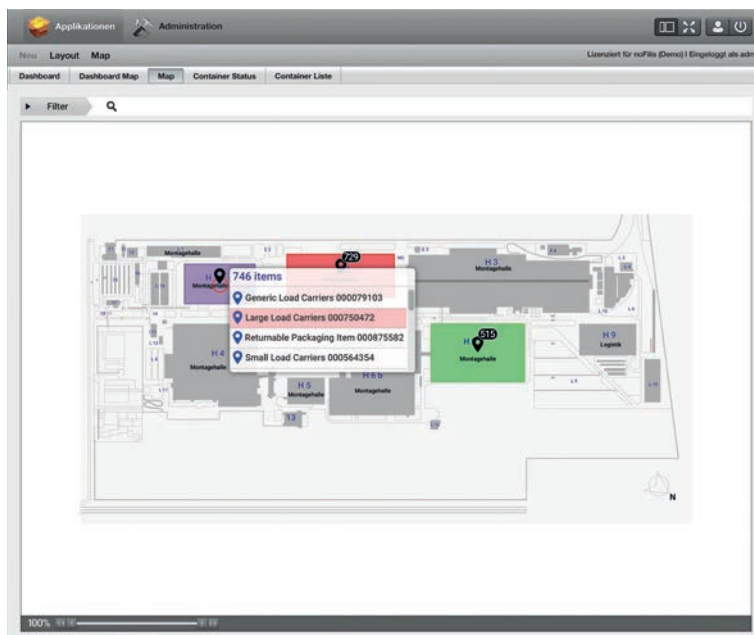 Applikationen Administration
Neu Layout Map
Lizenziert für noFilis (Demo) | Eingeloggt als adm
Dashboard Dashboard Map Map Container Status Container Liste
Filter
729
H 3
Montagehalle
Montagehalle
Montagehalle
746 items
Generic Load Carriers 000079103
Large Load Carriers 000750472
Returnable Packaging Item 000875582
Small Load Carriers 000564354
515
H
Montagehalle
H 9
Logistik
H 4
Montagehalle
H 5
Montagehalle
H 6 b
Montagehalle
13
N
100%